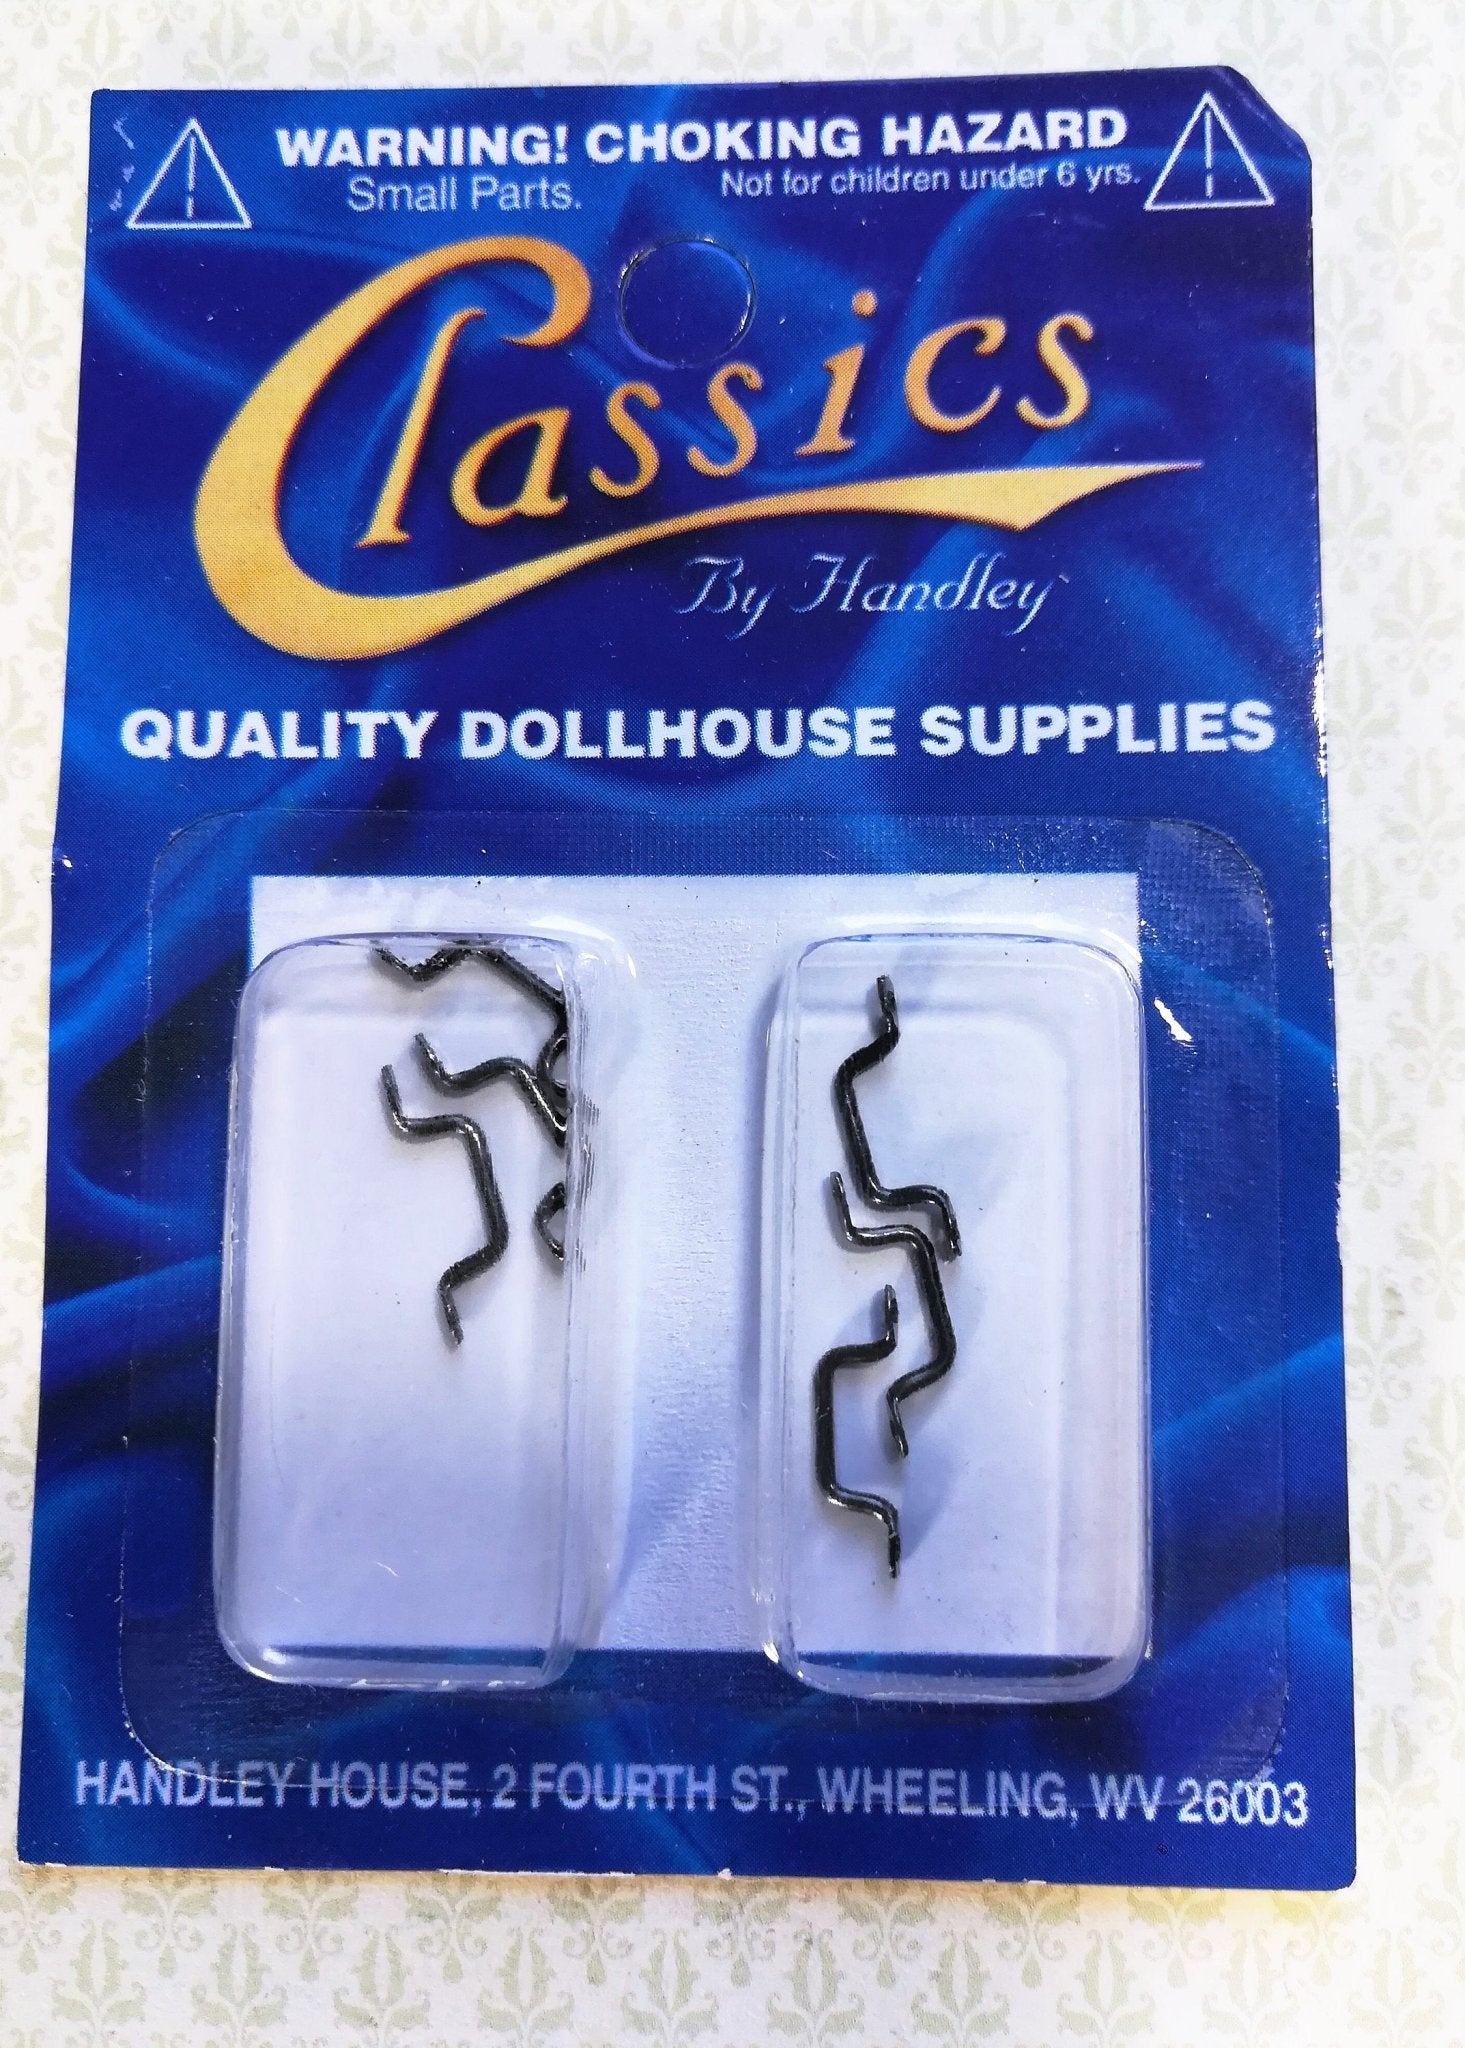 WARNING! CHOKING HAZARD
Small Parts. Not for children under 6 yrs.
Classics
By Handley
QUALITY DOLLHOUSE SUPPLIES
HANDLEY HOUSE, 2 FOURTH ST., WHEELING, WV 26003